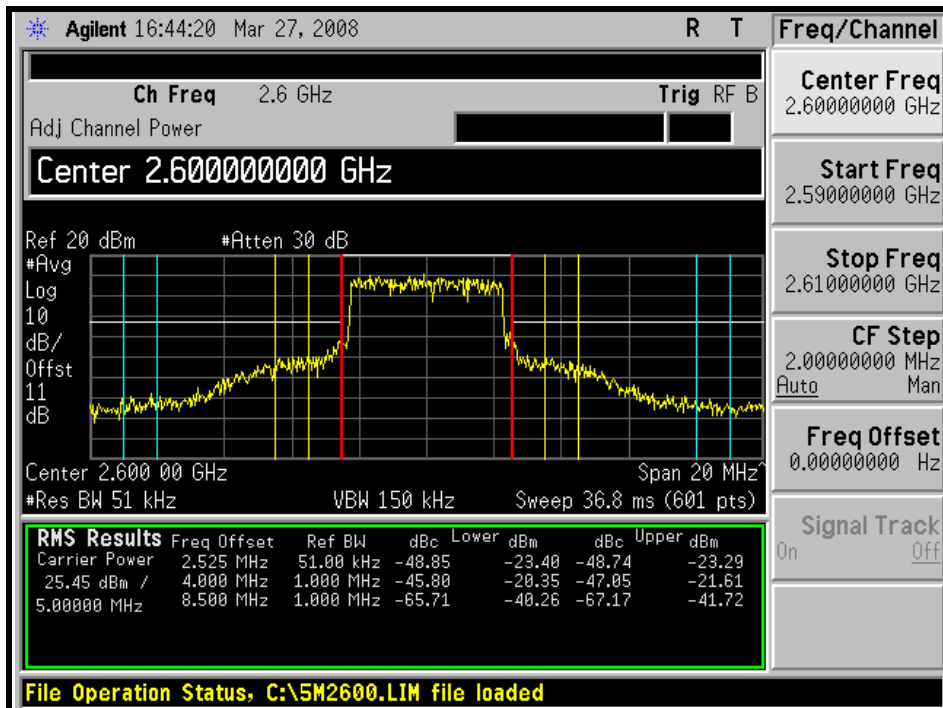 Agilent 16:44:20 Mar 27, 2008 R T
Freq/Channel
Ch Freq 2.6 GHz Trig RF B
Adj Channel Power
Center 2.600000000 GHz
Ref 20 dBm #Atten 30 dB
#Avg
Log
10
dB/
Offst
11
dB
Center 2.600 00 GHz Span 20 MHz^
#Res BW 51 kHz VBW 150 kHz Sweep 36.8 ms (601 pts)
RMS Results Freq Offset Ref BW dBc Lower dBm dBc Upper dBm
Carrier Power 2.525 MHz 51.00 kHz -48.85 -23.40 -48.74 -23.29
25.45 dBm / 4.000 MHz 1.000 MHz -45.80 -20.35 -47.05 -21.61
5.00000 MHz 8.500 MHz 1.000 MHz -65.71 -40.26 -67.17 -41.72
Center Freq
2.60000000 GHz
Start Freq
2.59000000 GHz
Stop Freq
2.61000000 GHz
CF Step
2.00000000 MHz
Auto Man
Freq Offset
0.00000000 Hz
Signal Track
On Off
File Operation Status, C:\5M2600.LIM file loaded